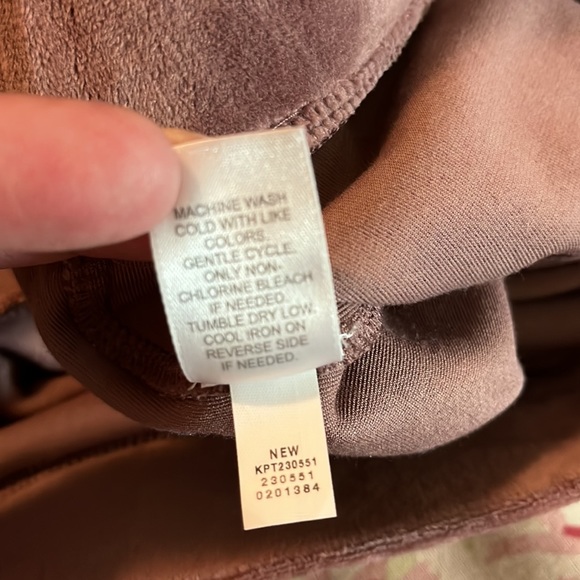 MACHINE WASH
COLD WITH LIKE
COLORS.
GENTLE CYCLE.
ONLY NON-
CHLORINE BLEACH
IF NEEDED.
TUMBLE DRY LOW.
COOL IRON ON
REVERSE SIDE
IF NEEDED.
NEW
KPT230551
230551
0201384